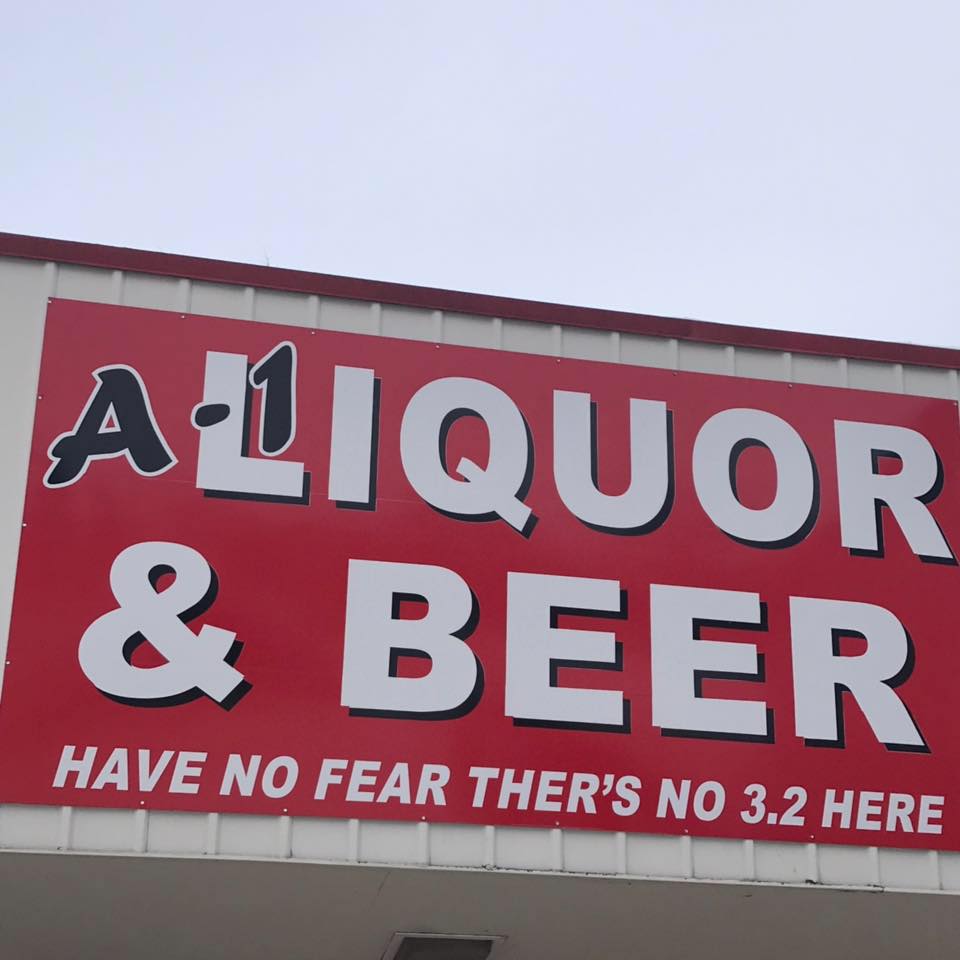 A-1 LIQUOR
& BEER
HAVE NO FEAR THER'S NO 3.2 HERE